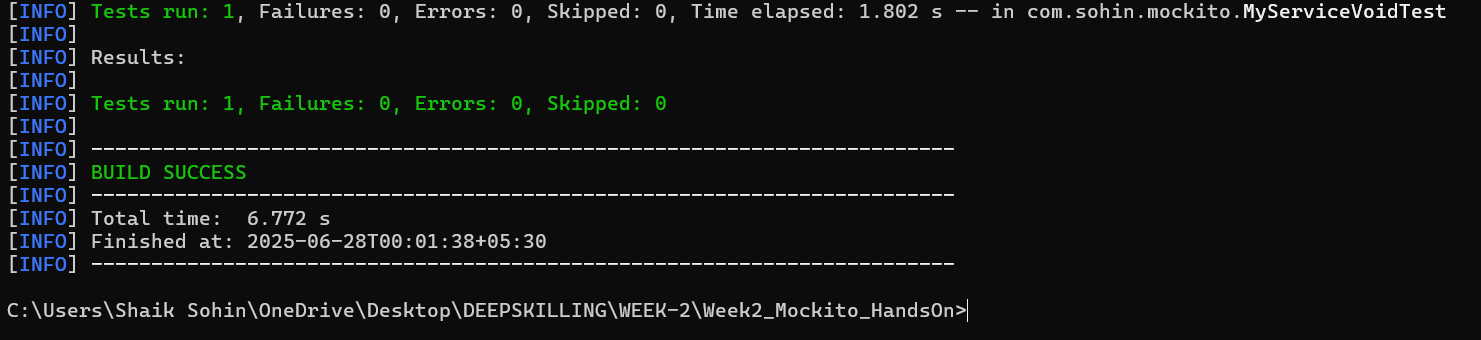 [INFO] Tests run: 1, Failures: 0, Errors: 0, Skipped: 0, Time elapsed: 1.802 s -- in com.sohin.mockito.MyServiceVoidTest
[INFO]
[INFO] Results:
[INFO]
[INFO] Tests run: 1, Failures: 0, Errors: 0, Skipped: 0
[INFO]
[INFO] ------------------------------------------------------------------------
[INFO] BUILD SUCCESS
[INFO] ------------------------------------------------------------------------
[INFO] Total time:  6.772 s
[INFO] Finished at: 2025-06-28T00:01:38+05:30
[INFO] ------------------------------------------------------------------------
C:\Users\Shaik Sohin\OneDrive\Desktop\DEEPSKILLING\WEEK-2\Week2_Mockito_HandsOn>